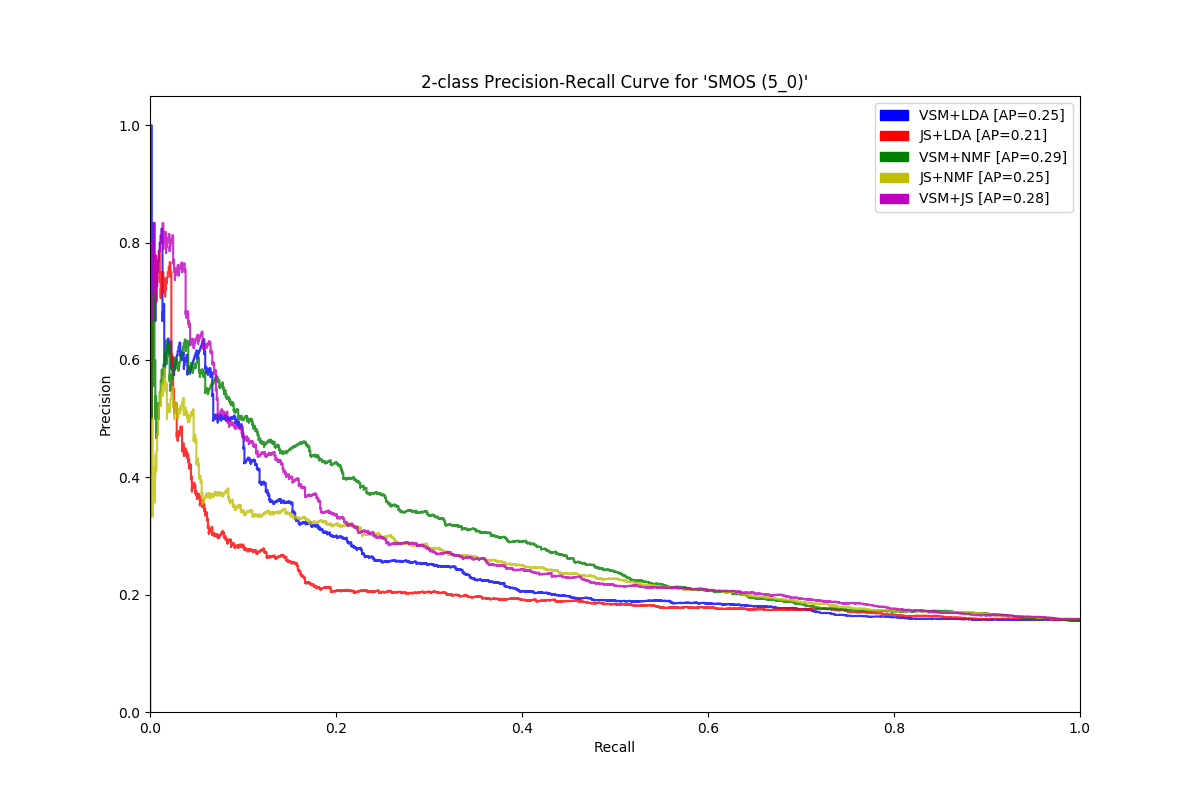 2-class Precision-Recall Curve for 'SMOS (5_0)'
VSM+LDA [AP=0.25]
JS+LDA [AP=0.21]
VSM+NMF [AP=0.29]
JS+NMF [AP=0.25]
VSM+JS [AP=0.28]
1.0
0.8
0.6
0.4
0.2
0.0
Precision
0.0 0.2 0.4 0.6 0.8 1.0
Recall